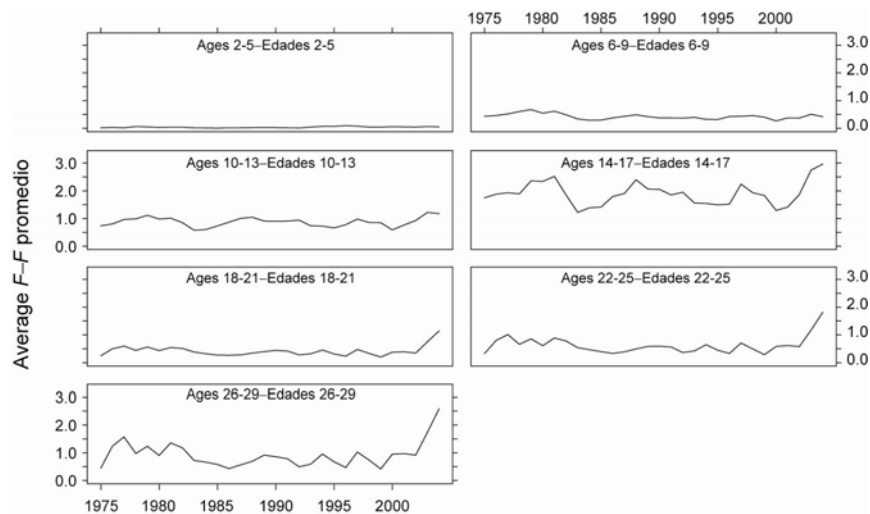 1975 1980 1985 1990 1995 2000
Ages 2-5–Edades 2-5
Ages 6-9–Edades 6-9
3.0
2.0
1.0
0.0
Ages 10-13–Edades 10-13
Ages 14-17–Edades 14-17
3.0
2.0
1.0
0.0
Average F–F promedio
Ages 18-21–Edades 18-21
Ages 22-25–Edades 22-25
3.0
2.0
1.0
0.0
Ages 26-29–Edades 26-29
3.0
2.0
1.0
0.0
1975 1980 1985 1990 1995 2000